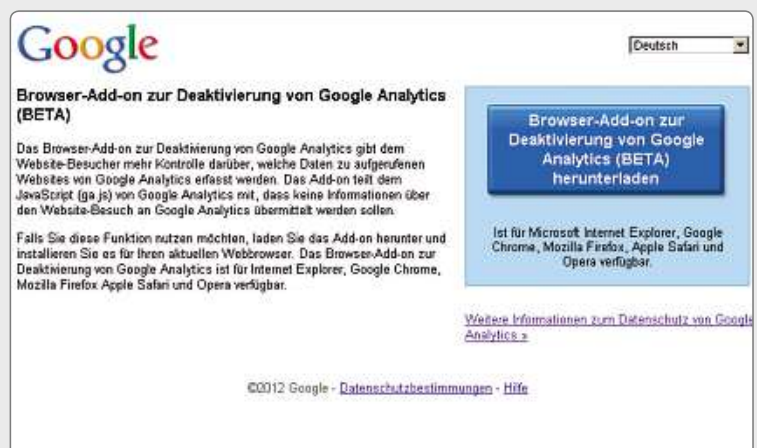 Google
Deutsch
Browser-Add-on zur Deaktivierung von Google Analytics
(BETA)
Das Browser-Add-on zur Deaktivierung von Google Analytics gibt dem
Website-Besucher mehr Kontrolle darüber, welche Daten zu aufgerufenen
Websites von Google Analytics erfasst werden. Das Add-on teilt dem
JavaScript (ga.js) von Google Analytics mit, dass keine Informationen über
den Website-Besuch an Google Analytics übermittelt werden sollen.
Falls Sie diese Funktion nutzen möchten, laden Sie das Add-on herunter und
installieren Sie es für Ihren aktuellen Webbrowser. Das Browser-Add-on zur
Deaktivierung von Google Analytics ist für Internet Explorer, Google Chrome,
Mozilla Firefox Apple Safari und Opera verfügbar.
Browser-Add-on zur
Deaktivierung von Google
Analytics (BETA)
herunterladen
Ist für Microsoft Internet Explorer, Google
Chrome, Mozilla Firefox, Apple Safari und
Opera verfügbar.
Weitere Informationen zum Datenschutz von Google
Analytics »
©2012 Google - Datenschutzbestimmungen - Hilfe